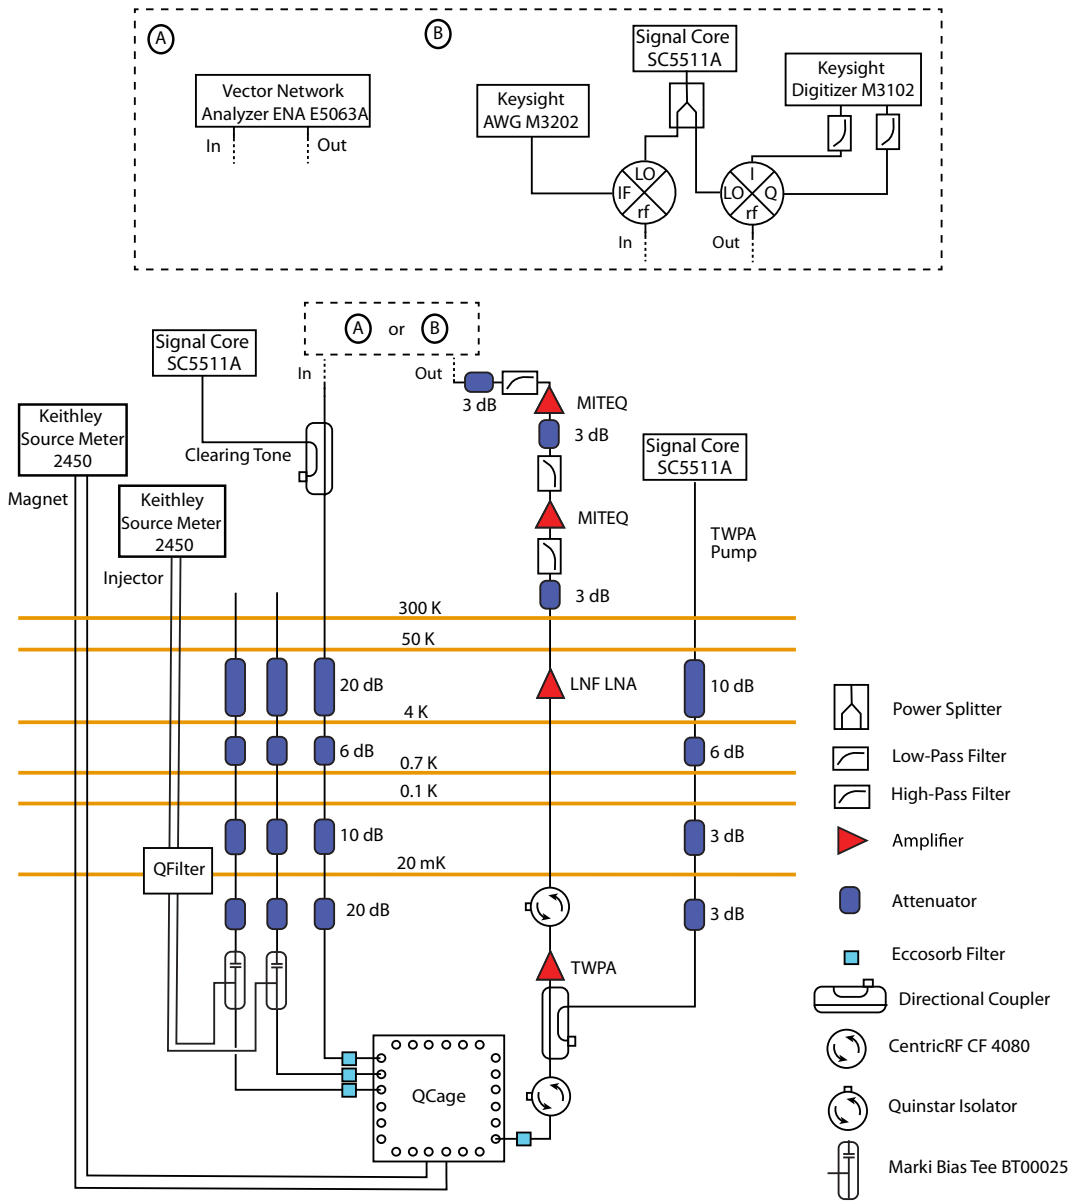 A
B
Vector Network
Analyzer ENA E5063A
In
Out
Signal Core
SC5511A
Keysight
AWG M3202
Keysight
Digitizer M3102
LO
IF
rf
In
I
LO
Q
rf
Out
A or B
In
Out
Signal Core
SC5511A
Clearing Tone
3 dB
MITEQ
3 dB
MITEQ
3 dB
Keithley
Source Meter
2450
Magnet
Keithley
Source Meter
2450
Injector
Signal Core
SC5511A
TWPA
Pump
300 K
50 K
20 dB
LNF LNA
10 dB
4 K
6 dB
6 dB
0.7 K
0.1 K
10 dB
3 dB
20 mK
QFilter
20 dB
3 dB
TWPA
QCage
Power Splitter
Low-Pass Filter
High-Pass Filter
Amplifier
Attenuator
Eccosorb Filter
Directional Coupler
CentricRF CF 4080
Quinstar Isolator
Marki Bias Tee BT00025